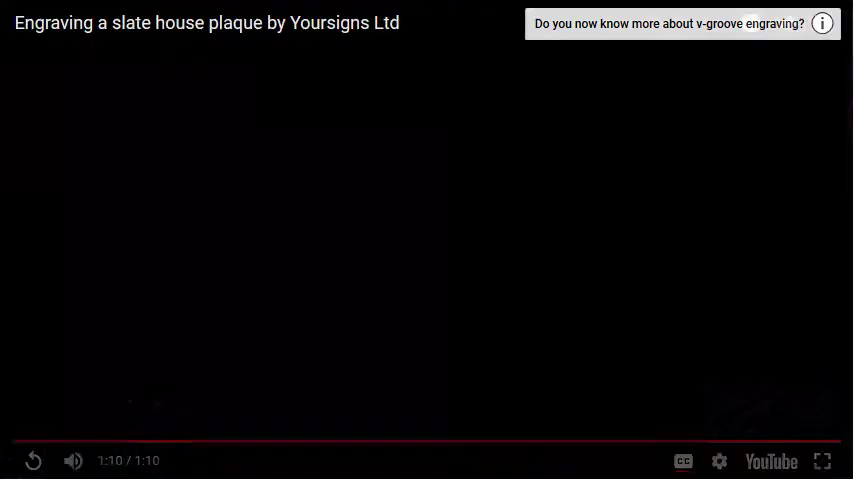 Engraving a slate house plaque by Yoursigns Ltd
Do you now know more about v-groove engraving? i
1:10 / 1:10
CC
YouTube